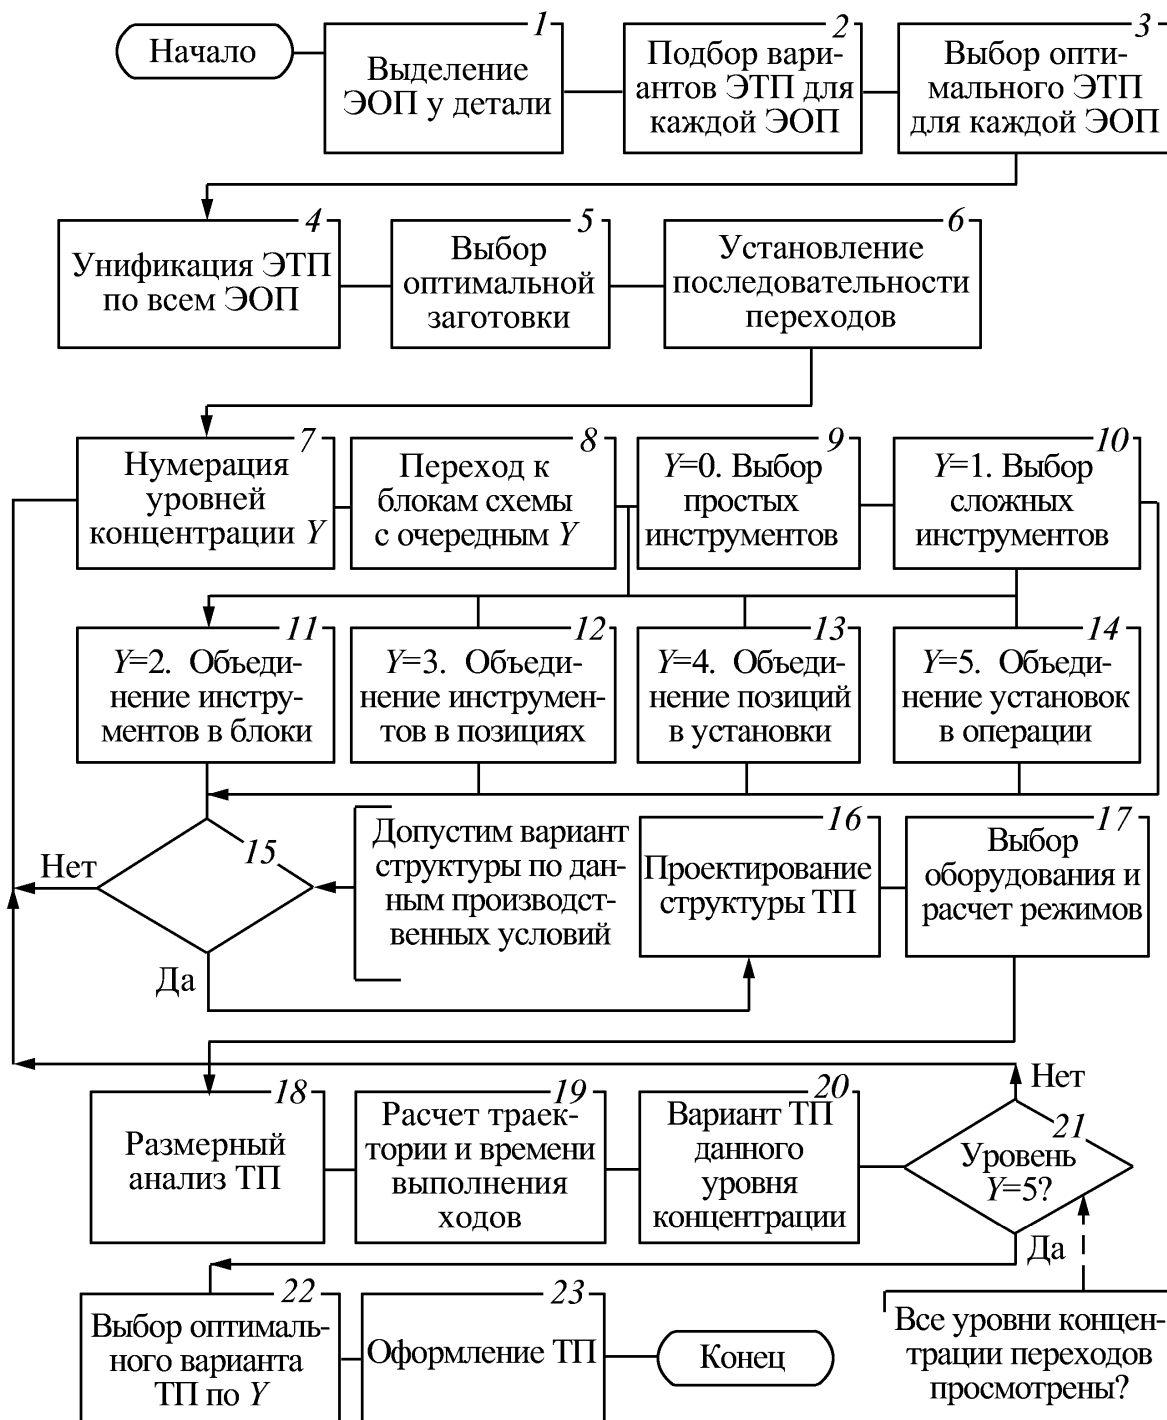 Начало
1
Выделение
ЭОП у детали
2
Подбор вари-
антов ЭТП для
каждой ЭОП
3
Выбор опти-
мального ЭТП
для каждой ЭОП
4
Унификация ЭТП
по всем ЭОП
5
Выбор
оптимальной
заготовки
6
Установление
последовательности
переходов
7
Нумерация
уровней
концентрации Y
8
Переход к
блокам схемы
с очередным Y
9
Y=0. Выбор
простых
инструментов
10
Y=1. Выбор
сложных
инструментов
11
Y=2. Объеди-
нение инстру-
ментов в блоки
12
Y=3. Объеди-
нение инструмен-
тов в позициях
13
Y=4. Объеди-
нение позиций
в установки
14
Y=5. Объеди-
нение установок
в операции
15
Нет
Да
Допустим вариант
структуры по дан-
ным производст-
венных условий
16
Проектирование
структуры ТП
17
Выбор
оборудования и
расчет режимов
18
Размерный
анализ ТП
19
Расчет траек-
тории и времени
выполнения
ходов
20
Вариант ТП
данного
уровня
концентрации
21
Уровень
Y=5?
Нет
Да
22
Выбор оптималь-
ного варианта
ТП по Y
23
Оформление ТП
Конец
Все уровни концен-
трации переходов
просмотрены?